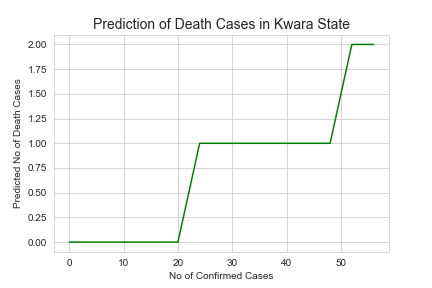 Prediction of Death Cases in Kwara State
2.00
1.75
1.50
1.25
1.00
0.75
0.50
0.25
0.00
Predicted No of Death Cases
0 10 20 30 40 50
No of Confirmed Cases